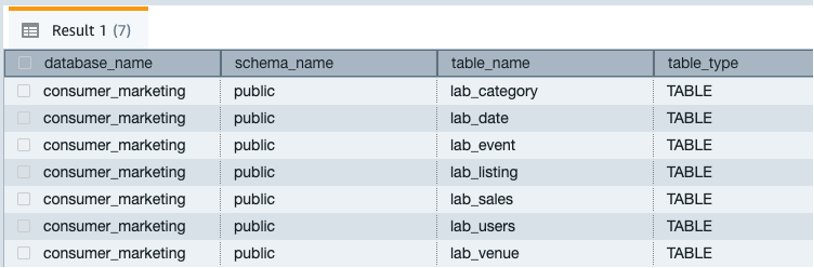 Result 1 (7)
database_name schema_name table_name table_type
consumer_marketing public lab_category TABLE
consumer_marketing public lab_date TABLE
consumer_marketing public lab_event TABLE
consumer_marketing public lab_listing TABLE
consumer_marketing public lab_sales TABLE
consumer_marketing public lab_users TABLE
consumer_marketing public lab_venue TABLE